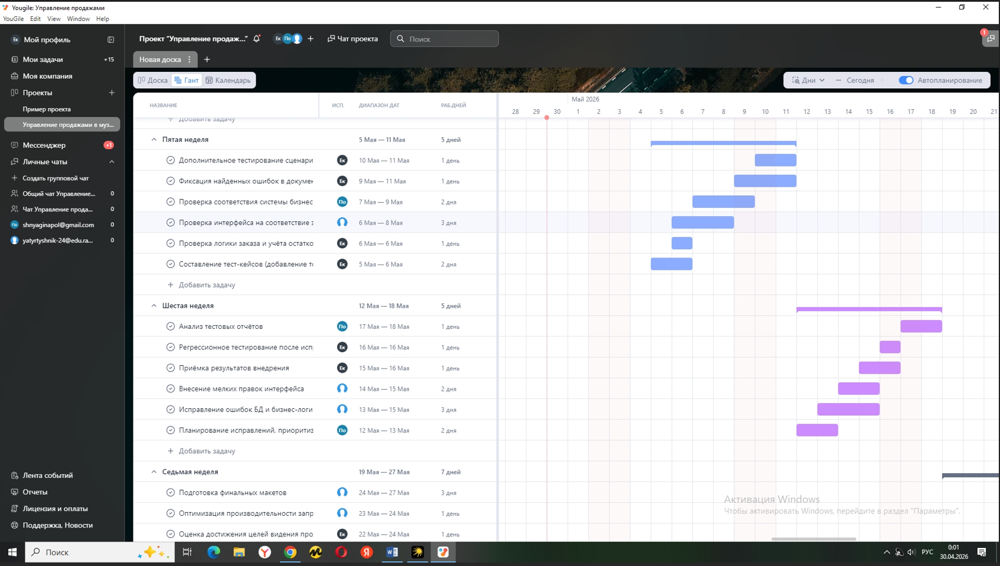 Yougile: Управление продажами
YouGile Edit View Window Help
Ек Мой профиль
Мои задачи +15
Моя компания
Проекты +
Пример проекта
Управление продажами в муз...
Мессенджер +1
Личные чаты
+ Создать групповой чат
Общий чат Управление... 0
Чат Управление прода... 0
По shnyaginapol@gmail.com 0
yatyrtyshnik-24@edu.ra... 0
Лента событий
Отчеты
Лицензия и оплаты
Поддержка, Новости
Проект “Управление продаж...” Ек По + Чат проекта Поиск 1
Новая доска +
Доска Гант Календарь Дни — Сегодня + Автопланирование
НАЗВАНИЕ ИСП. ДИАПАЗОН ДАТ РАБ.ДНЕЙ
Май 2026
28 29 30 1 2 3 4 5 6 7 8 9 10 11 12 13 14 15 16 17 18 19 20 21
+ Добавить задачу
Пятая неделя 5 Мая — 11 Мая 5 дней
Дополнительное тестирование сценари Ек 10 Мая — 11 Мая 1 день
Фиксация найденных ошибок в докумен Ек 9 Мая — 11 Мая 1 день
Проверка соответствия системы бизнес По 7 Мая — 9 Мая 2 дня
Проверка интерфейса на соответствие з 6 Мая — 8 Мая 3 дня
Проверка логики заказа и учёта остатко Ек 6 Мая — 6 Мая 1 день
Составление тест-кейсов (добавление то Ек 5 Мая — 6 Мая 2 дня
+ Добавить задачу
Шестая неделя 12 Мая — 18 Мая 5 дней
Анализ тестовых отчётов По 17 Мая — 18 Мая 1 день
Регрессионное тестирование после исп Ек 16 Мая — 16 Мая 1 день
Приёмка результатов внедрения Ек 15 Мая — 16 Мая 1 день
Внесение мелких правок интерфейса 14 Мая — 15 Мая 2 дня
Исправление ошибок БД и бизнес-логи 13 Мая — 15 Мая 3 дня
Планирование исправлений, приоритиз По 12 Мая — 13 Мая 2 дня
+ Добавить задачу
Седьмая неделя 19 Мая — 27 Мая 7 дней
Подготовка финальных макетов 24 Мая — 27 Мая 3 дня
Оптимизация производительности запр 23 Мая — 24 Мая 1 день
Оценка достижения целей видения про Ек 22 Мая — 24 Мая 1 день
Активация Windows
Чтобы активировать Windows, перейдите в раздел "Параметры".
Поиск
РУС
0:01
30.04.2026